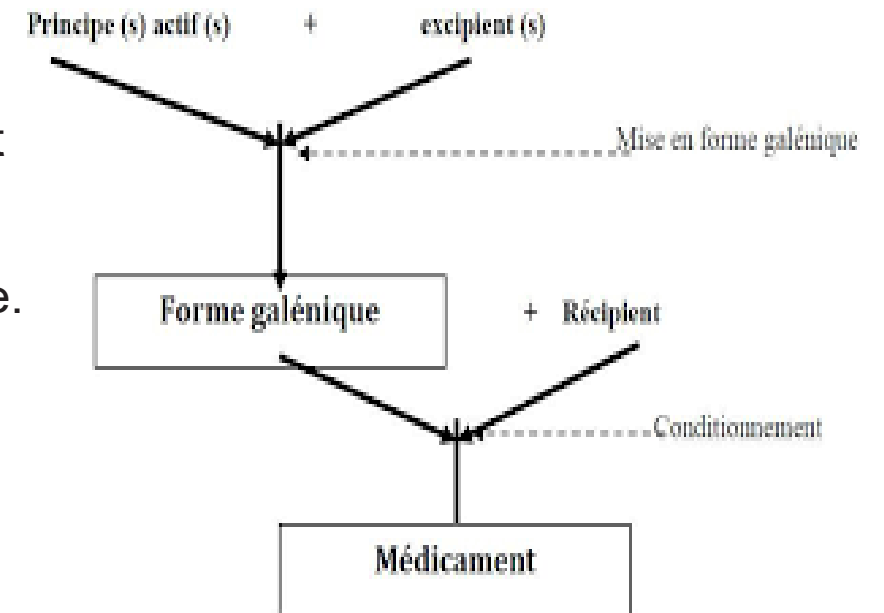 Principe (s) actif (s) + excipient (s)
t
Mise en forme galénique
e.
Forme galénique + Récipient
Conditionnement
Médicament